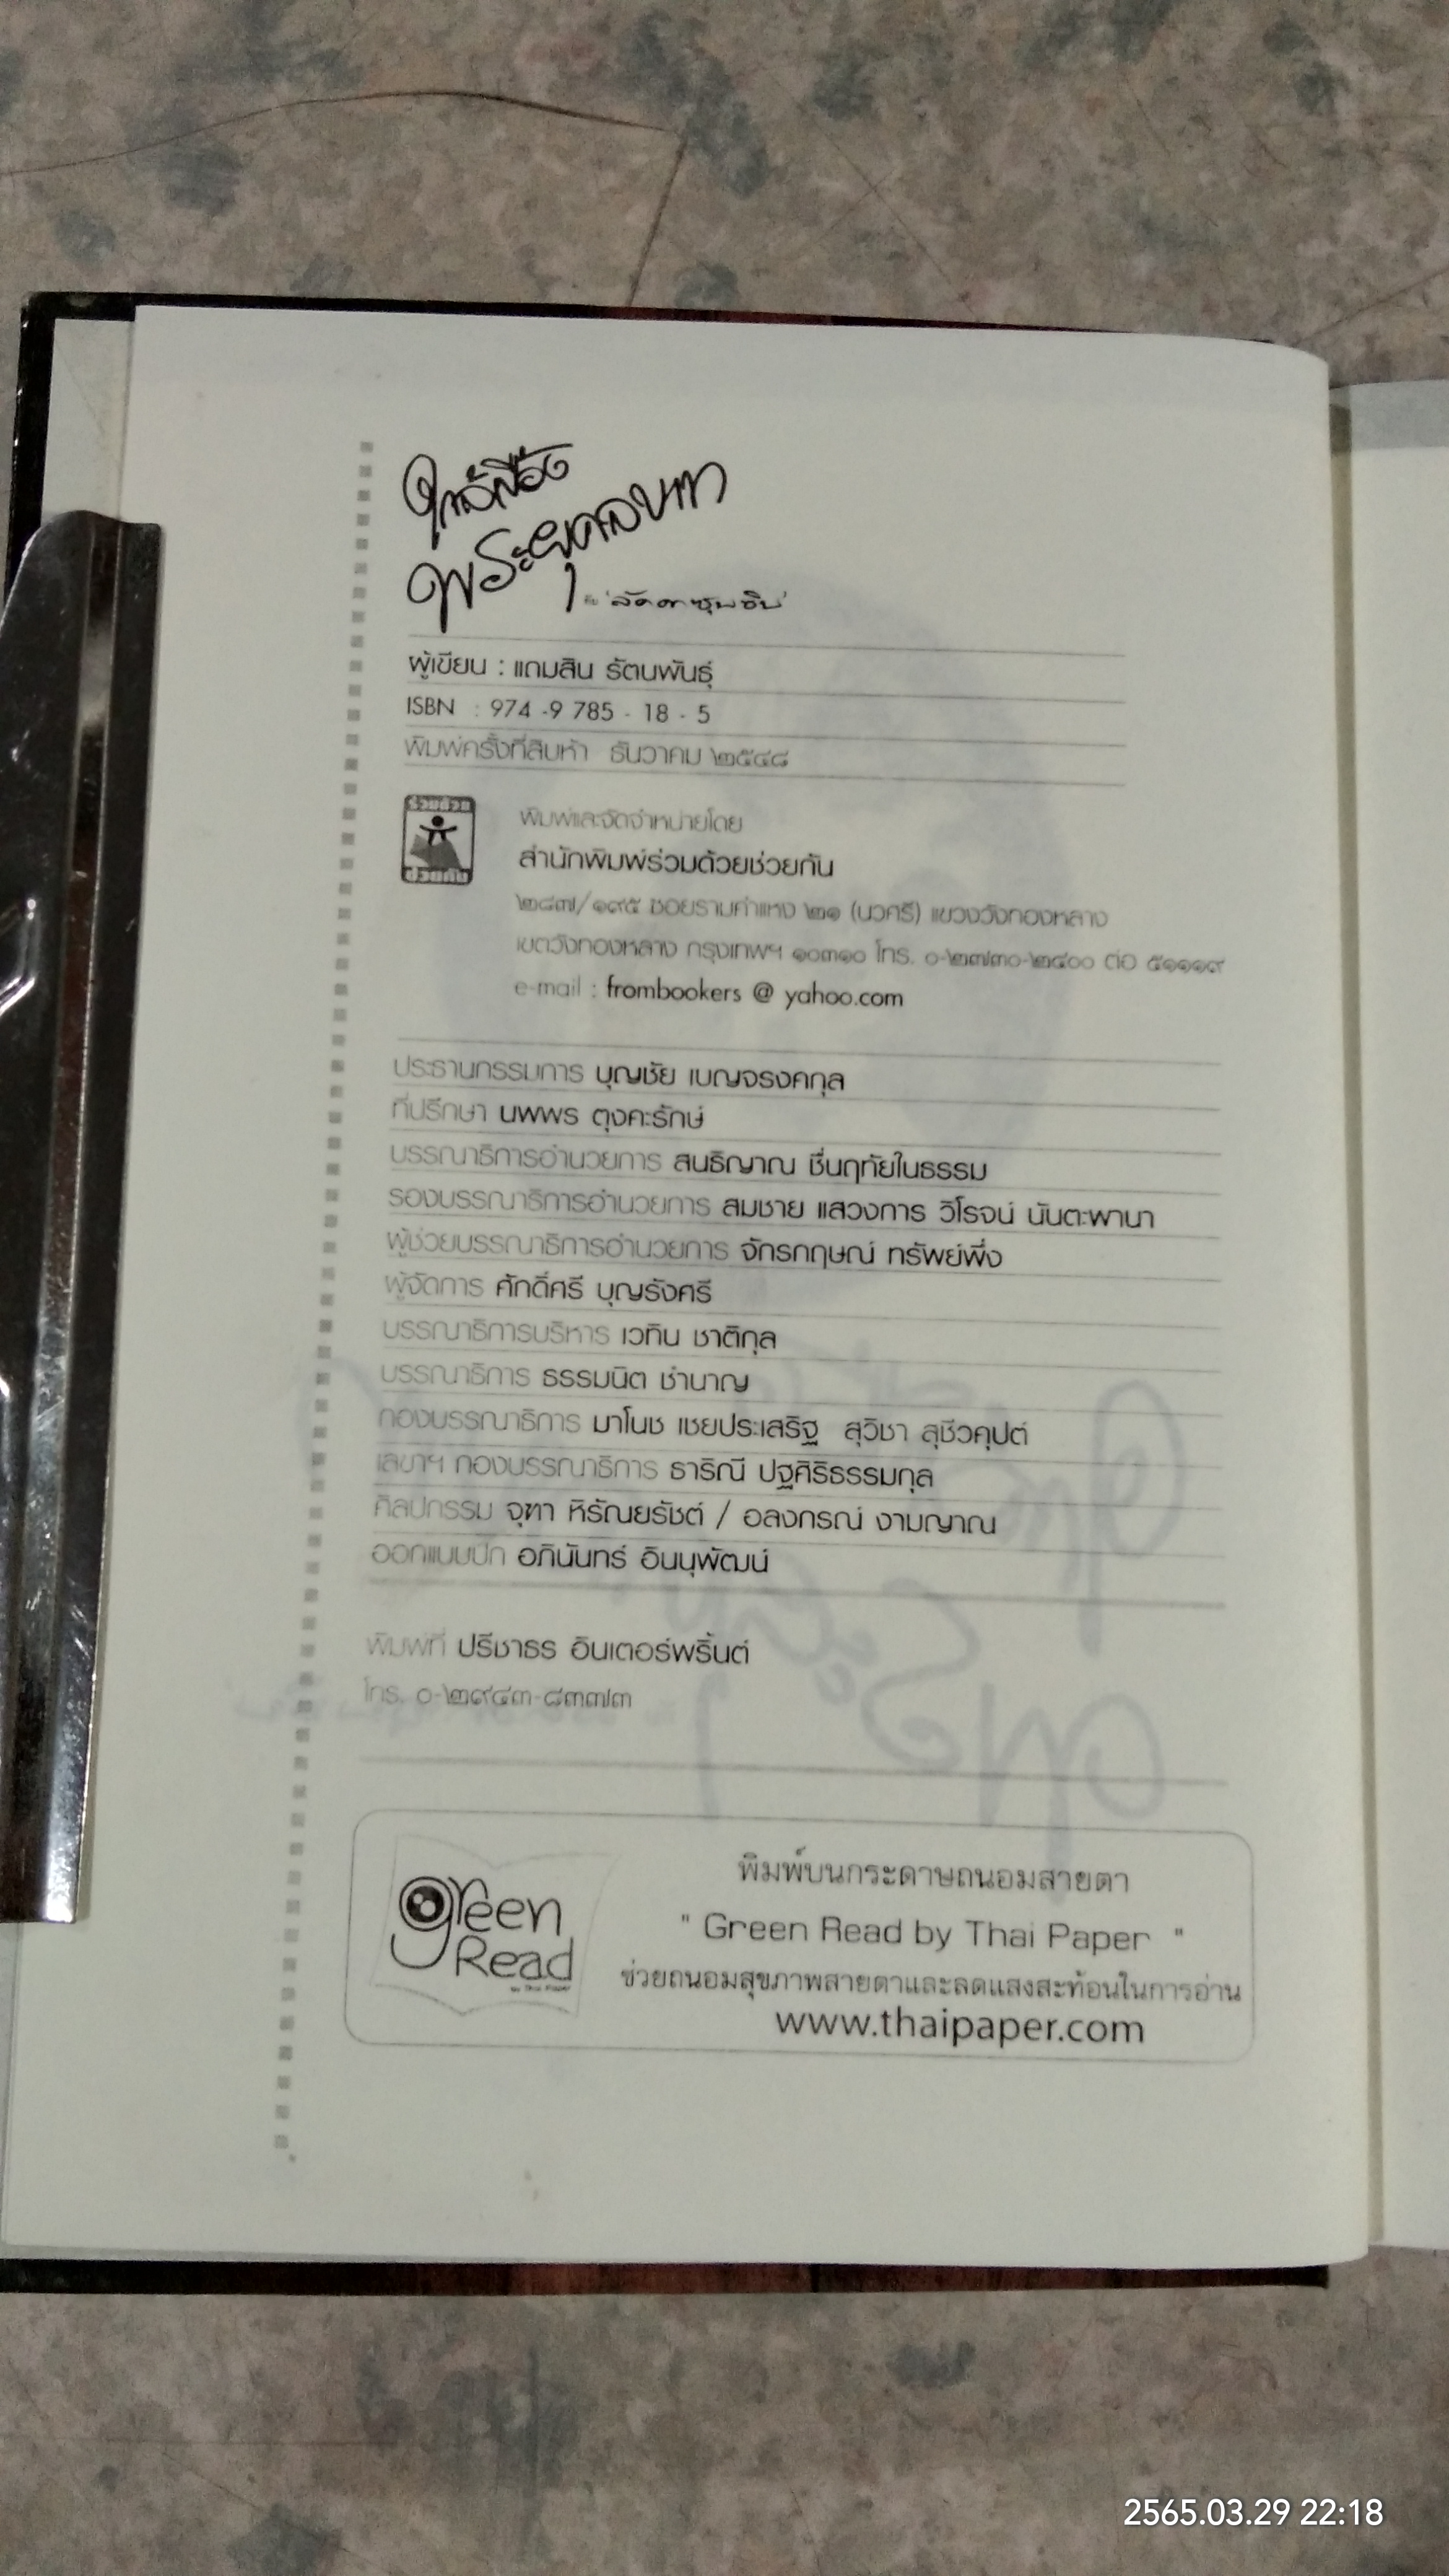 ใกล้เบื้อง
พระยุคลบาท
กับ 'ลัดดาซุบซิบ'
ผู้เขียน : แถมสิน รัตนพันธุ์
ISBN : 974 -9 785 - 18 - 5
พิมพ์ครั้งที่สิบห้า ธันวาคม ๒๕๔๘
ร่วมด้วย
ช่วยกัน
พิมพ์และจัดจำหน่ายโดย
สำนักพิมพ์ร่วมด้วยช่วยกัน
๒๘๗/๑๙๕ ซอยรามคำแหง ๒๑ (นวศรี) แขวงวังทองหลาง
เขตวังทองหลาง กรุงเทพฯ ๑๐๓๑๐ โทร. ๐-๒๗๓๐-๒๔๐๐ ต่อ ๕๑๑๑๙
e-mail : frombookers @ yahoo.com
ประธานกรรมการ บุญชัย เบญจรงคกุล
ที่ปรึกษา นพพร ตุงคะรักษ์
บรรณาธิการอำนวยการ สนธิญาณ ชื่นฤทัยในธรรม
รองบรรณาธิการอำนวยการ สมชาย แสวงการ วิโรจน์ นันตะพานา
ผู้ช่วยบรรณาธิการอำนวยการ จักรกฤษณ์ ทรัพย์พึ่ง
ผู้จัดการ ศักดิ์ศรี บุญรังศรี
บรรณาธิการบริหาร เวทิน ชาติกุล
บรรณาธิการ ธรรมนิต ชำนาญ
กองบรรณาธิการ มาโนช เชยประเสริฐ สุวิชา สุชีวคุปต์
เลขาฯ กองบรรณาธิการ ธาริณี ปฐศิริธรรมกุล
ศิลปกรรม จุฑา หิรัณยรัชต์ / อลงกรณ์ งามญาณ
ออกแบบปก อภินันทร์ อินนุพัฒน์
พิมพ์ที่ ปรีชาธร อินเตอร์พริ้นต์
โทร. ๐-๒๙๔๓-๘๓๗๓
green
Read
by Thai Paper
พิมพ์บนกระดาษถนอมสายตา
" Green Read by Thai Paper "
ช่วยถนอมสุขภาพสายตาและลดแสงสะท้อนในการอ่าน
www.thaipaper.com
2565.03.29 22:18